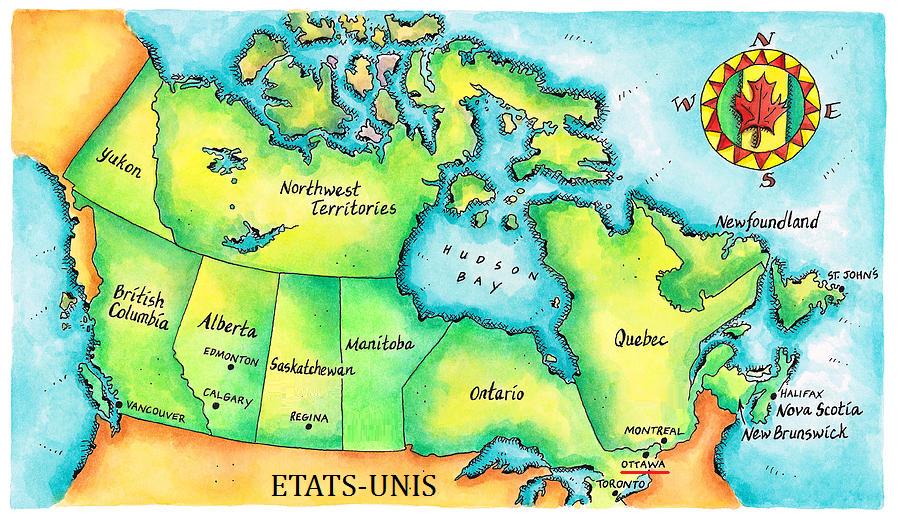 N
W
E
S
Yukon
Northwest
Territories
Newfoundland
HUDSON
BAY
ST. JOHN'S
British
Columbia
Alberta
EDMONTON
CALGARY
Saskatchewan
REGINA
Manitoba
Ontario
Quebec
VANCOUVER
MONTREAL
OTTAWA
TORONTO
HALIFAX
Nova Scotia
New Brunswick
ETATS-UNIS